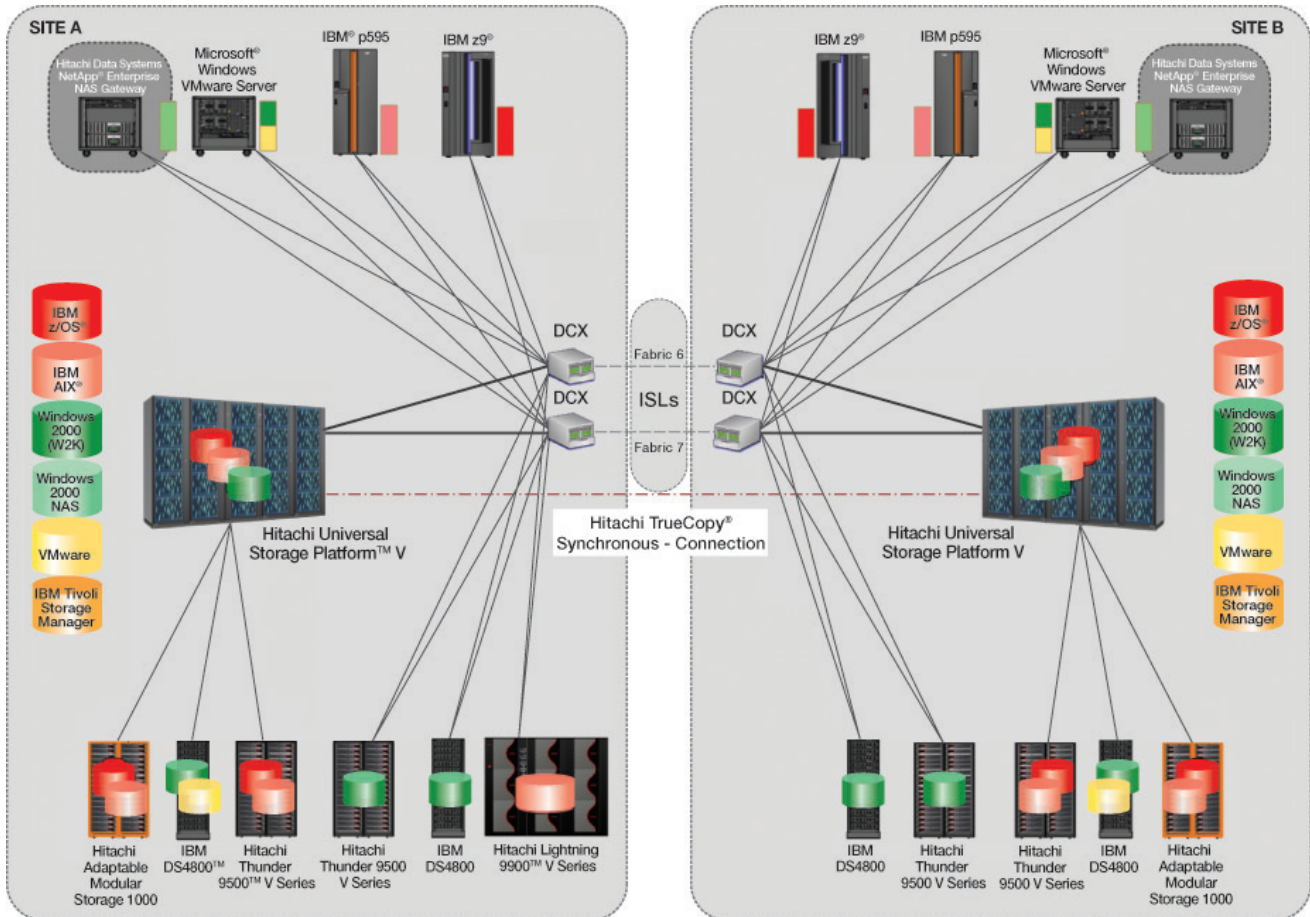 SITE A
Hitachi Data Systems
NetApp® Enterprise
NAS Gateway
Microsoft®
Windows
VMware Server
IBM® p595
IBM z9®
IBM
z/OS®
IBM
AIX®
Windows
2000
(W2K)
Windows
2000
NAS
VMware
IBM Tivoli
Storage
Manager
Hitachi Universal
Storage Platform™ V
DCX
DCX
Hitachi
Adaptable
Modular
Storage 1000
IBM
DS4800™
Hitachi
Thunder
9500™ V Series
Hitachi
Thunder 9500
V Series
IBM
DS4800
Hitachi Lightning
9900™ V Series
Fabric 6
ISLs
Fabric 7
Hitachi TrueCopy®
Synchronous - Connection
SITE B
IBM z9®
IBM p595
Microsoft®
Windows
VMware Server
Hitachi Data Systems
NetApp® Enterprise
NAS Gateway
DCX
DCX
Hitachi Universal
Storage Platform V
IBM
z/OS®
IBM
AIX®
Windows
2000
(W2K)
Windows
2000
NAS
VMware
IBM Tivoli
Storage
Manager
IBM
DS4800
Hitachi
Thunder
9500 V Series
Hitachi
Thunder
9500 V Series
IBM
DS4800
Hitachi
Adaptable
Modular
Storage 1000